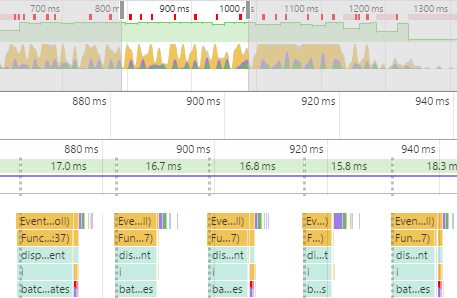 700 ms 800 ms 900 ms 1000 ms 1100 ms 1200 ms 1300 ms
880 ms 900 ms 920 ms 940 ms
880 ms 900 ms 920 ms 940 ms
17.0 ms 16.7 ms 16.8 ms 15.8 ms 18.3 m
Event...oll) Eve...ll) Eve...ll) Ev...) Even...ll)
Func...:37) Fun...7) Fu...7) F...) Fun...7)
disp...ent dis...nt dis...nt di...t dis...nt
i i i i i
batc...ates bat...es ba...es b...s bat...es